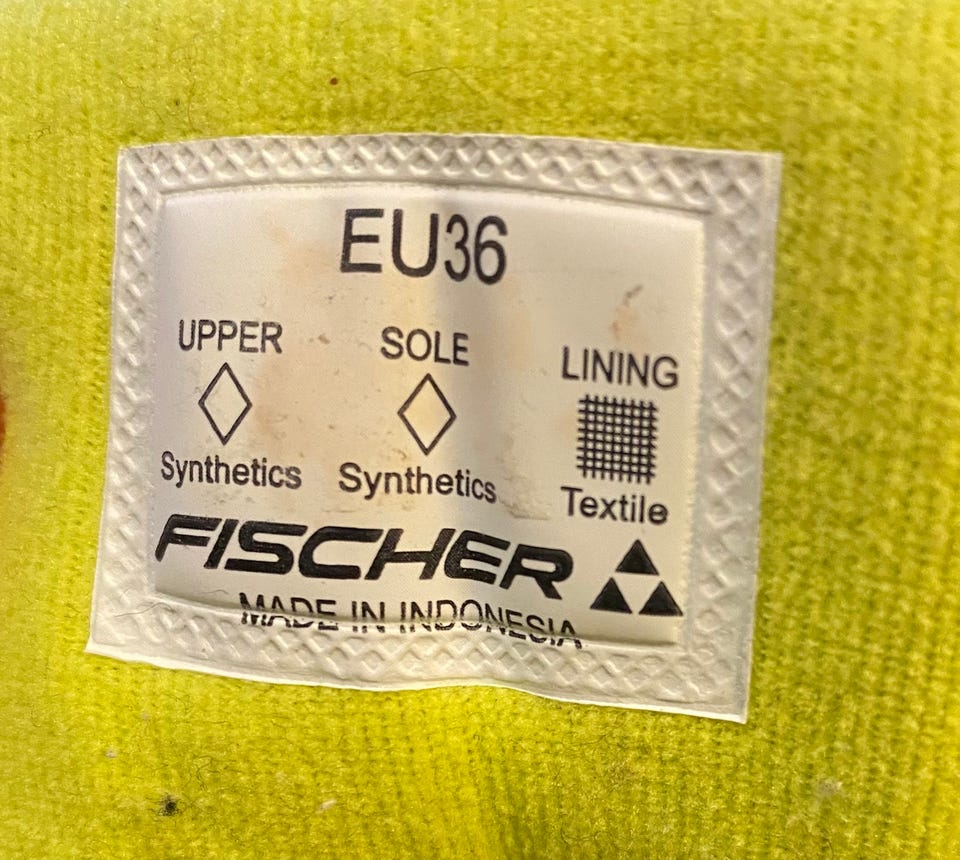 EU36
UPPER SOLE LINING
Synthetics Synthetics Textile
FISCHER
MADE IN INDONESIA